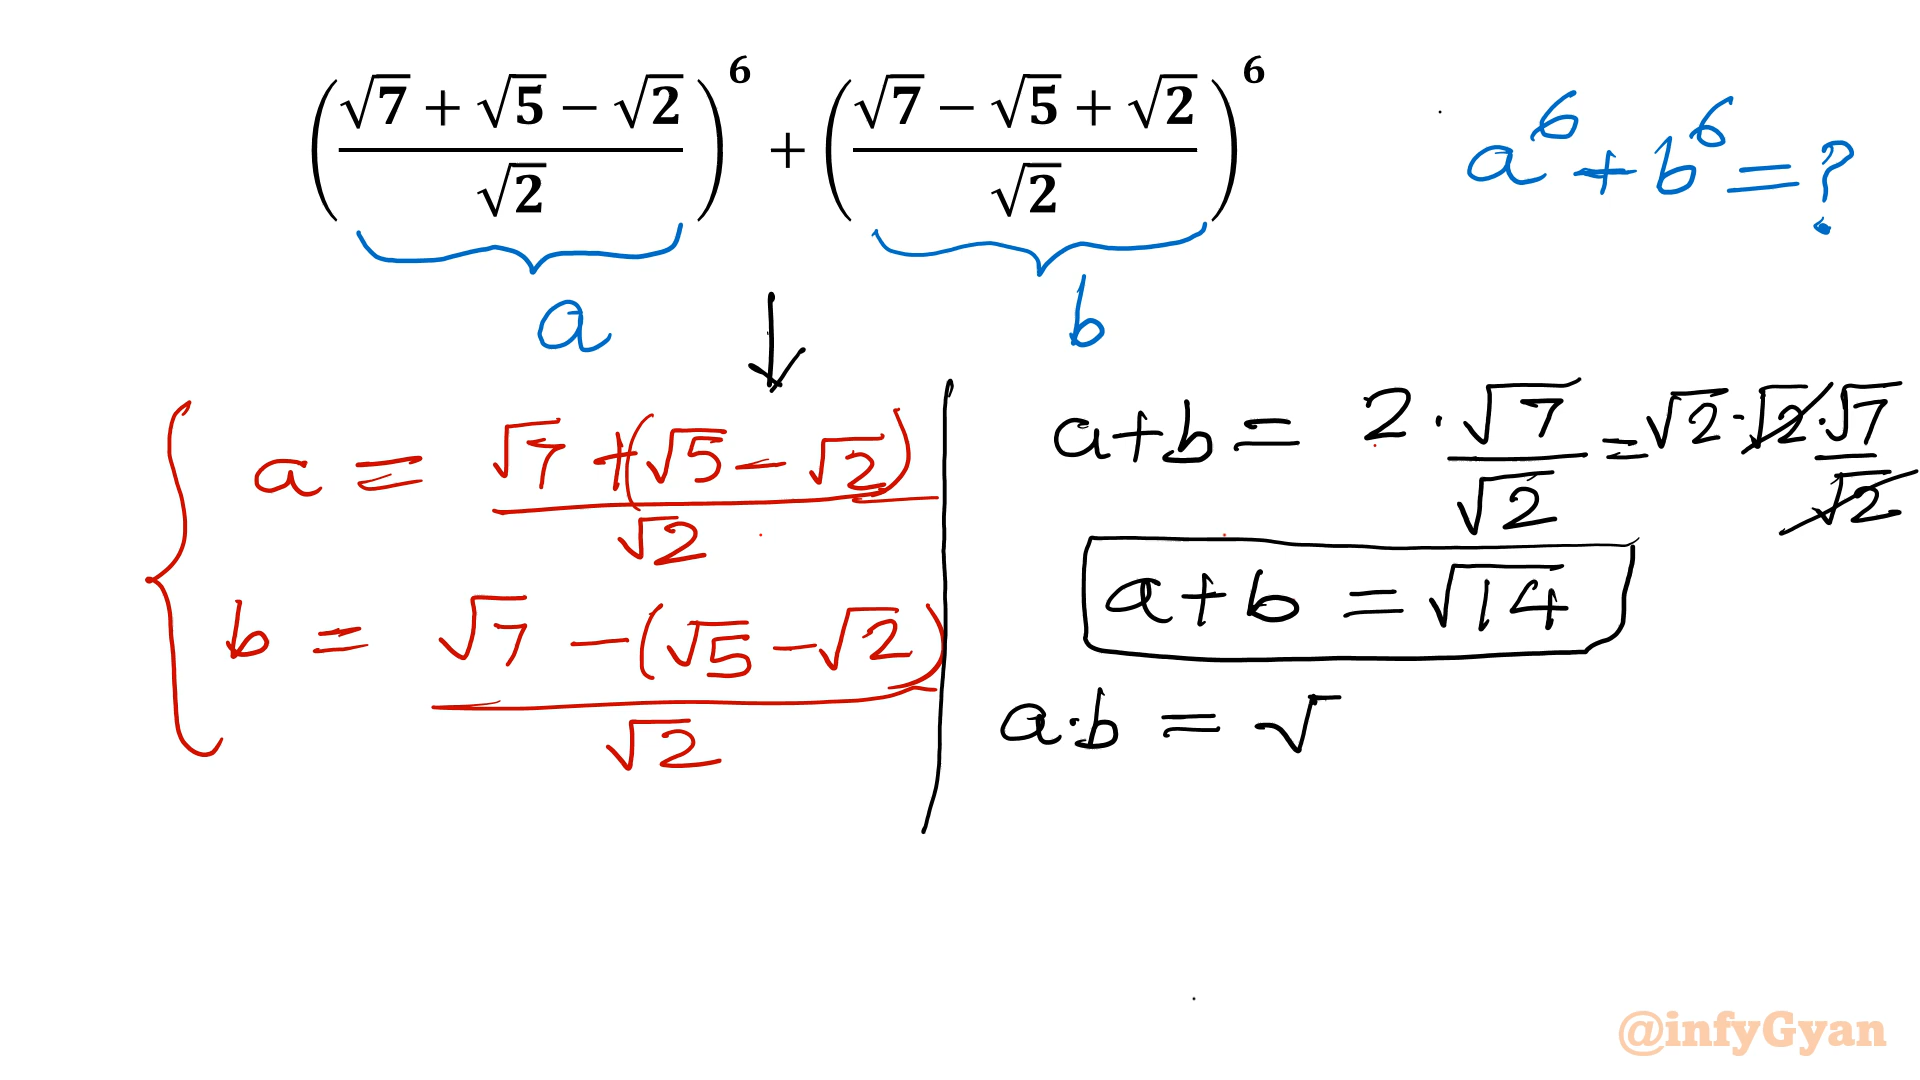 ((√7 + √5 − √2)/√2)^6 + ((√7 − √5 + √2)/√2)^6
a^6 + b^6 = ?
a b
a = (√7 + (√5 − √2))/√2
b = (√7 − (√5 − √2))/√2
a+b = 2 · √7/√2 = √2 · √2 · √7/√2
a+b = √14
a·b = √
@infyGyan